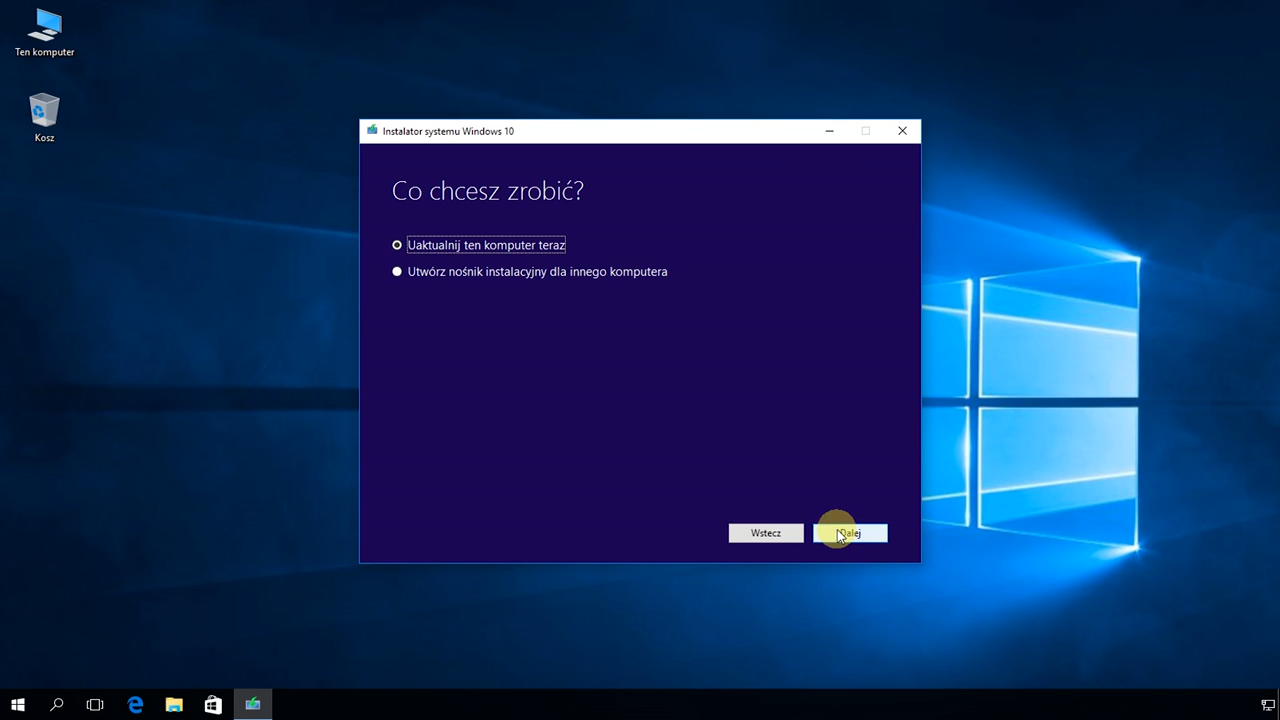 Ten komputer
Kosz
Instalator systemu Windows 10
Co chcesz zrobić?
Uaktualnij ten komputer teraz
Utwórz nośnik instalacyjny dla innego komputera
Wstecz
Dalej